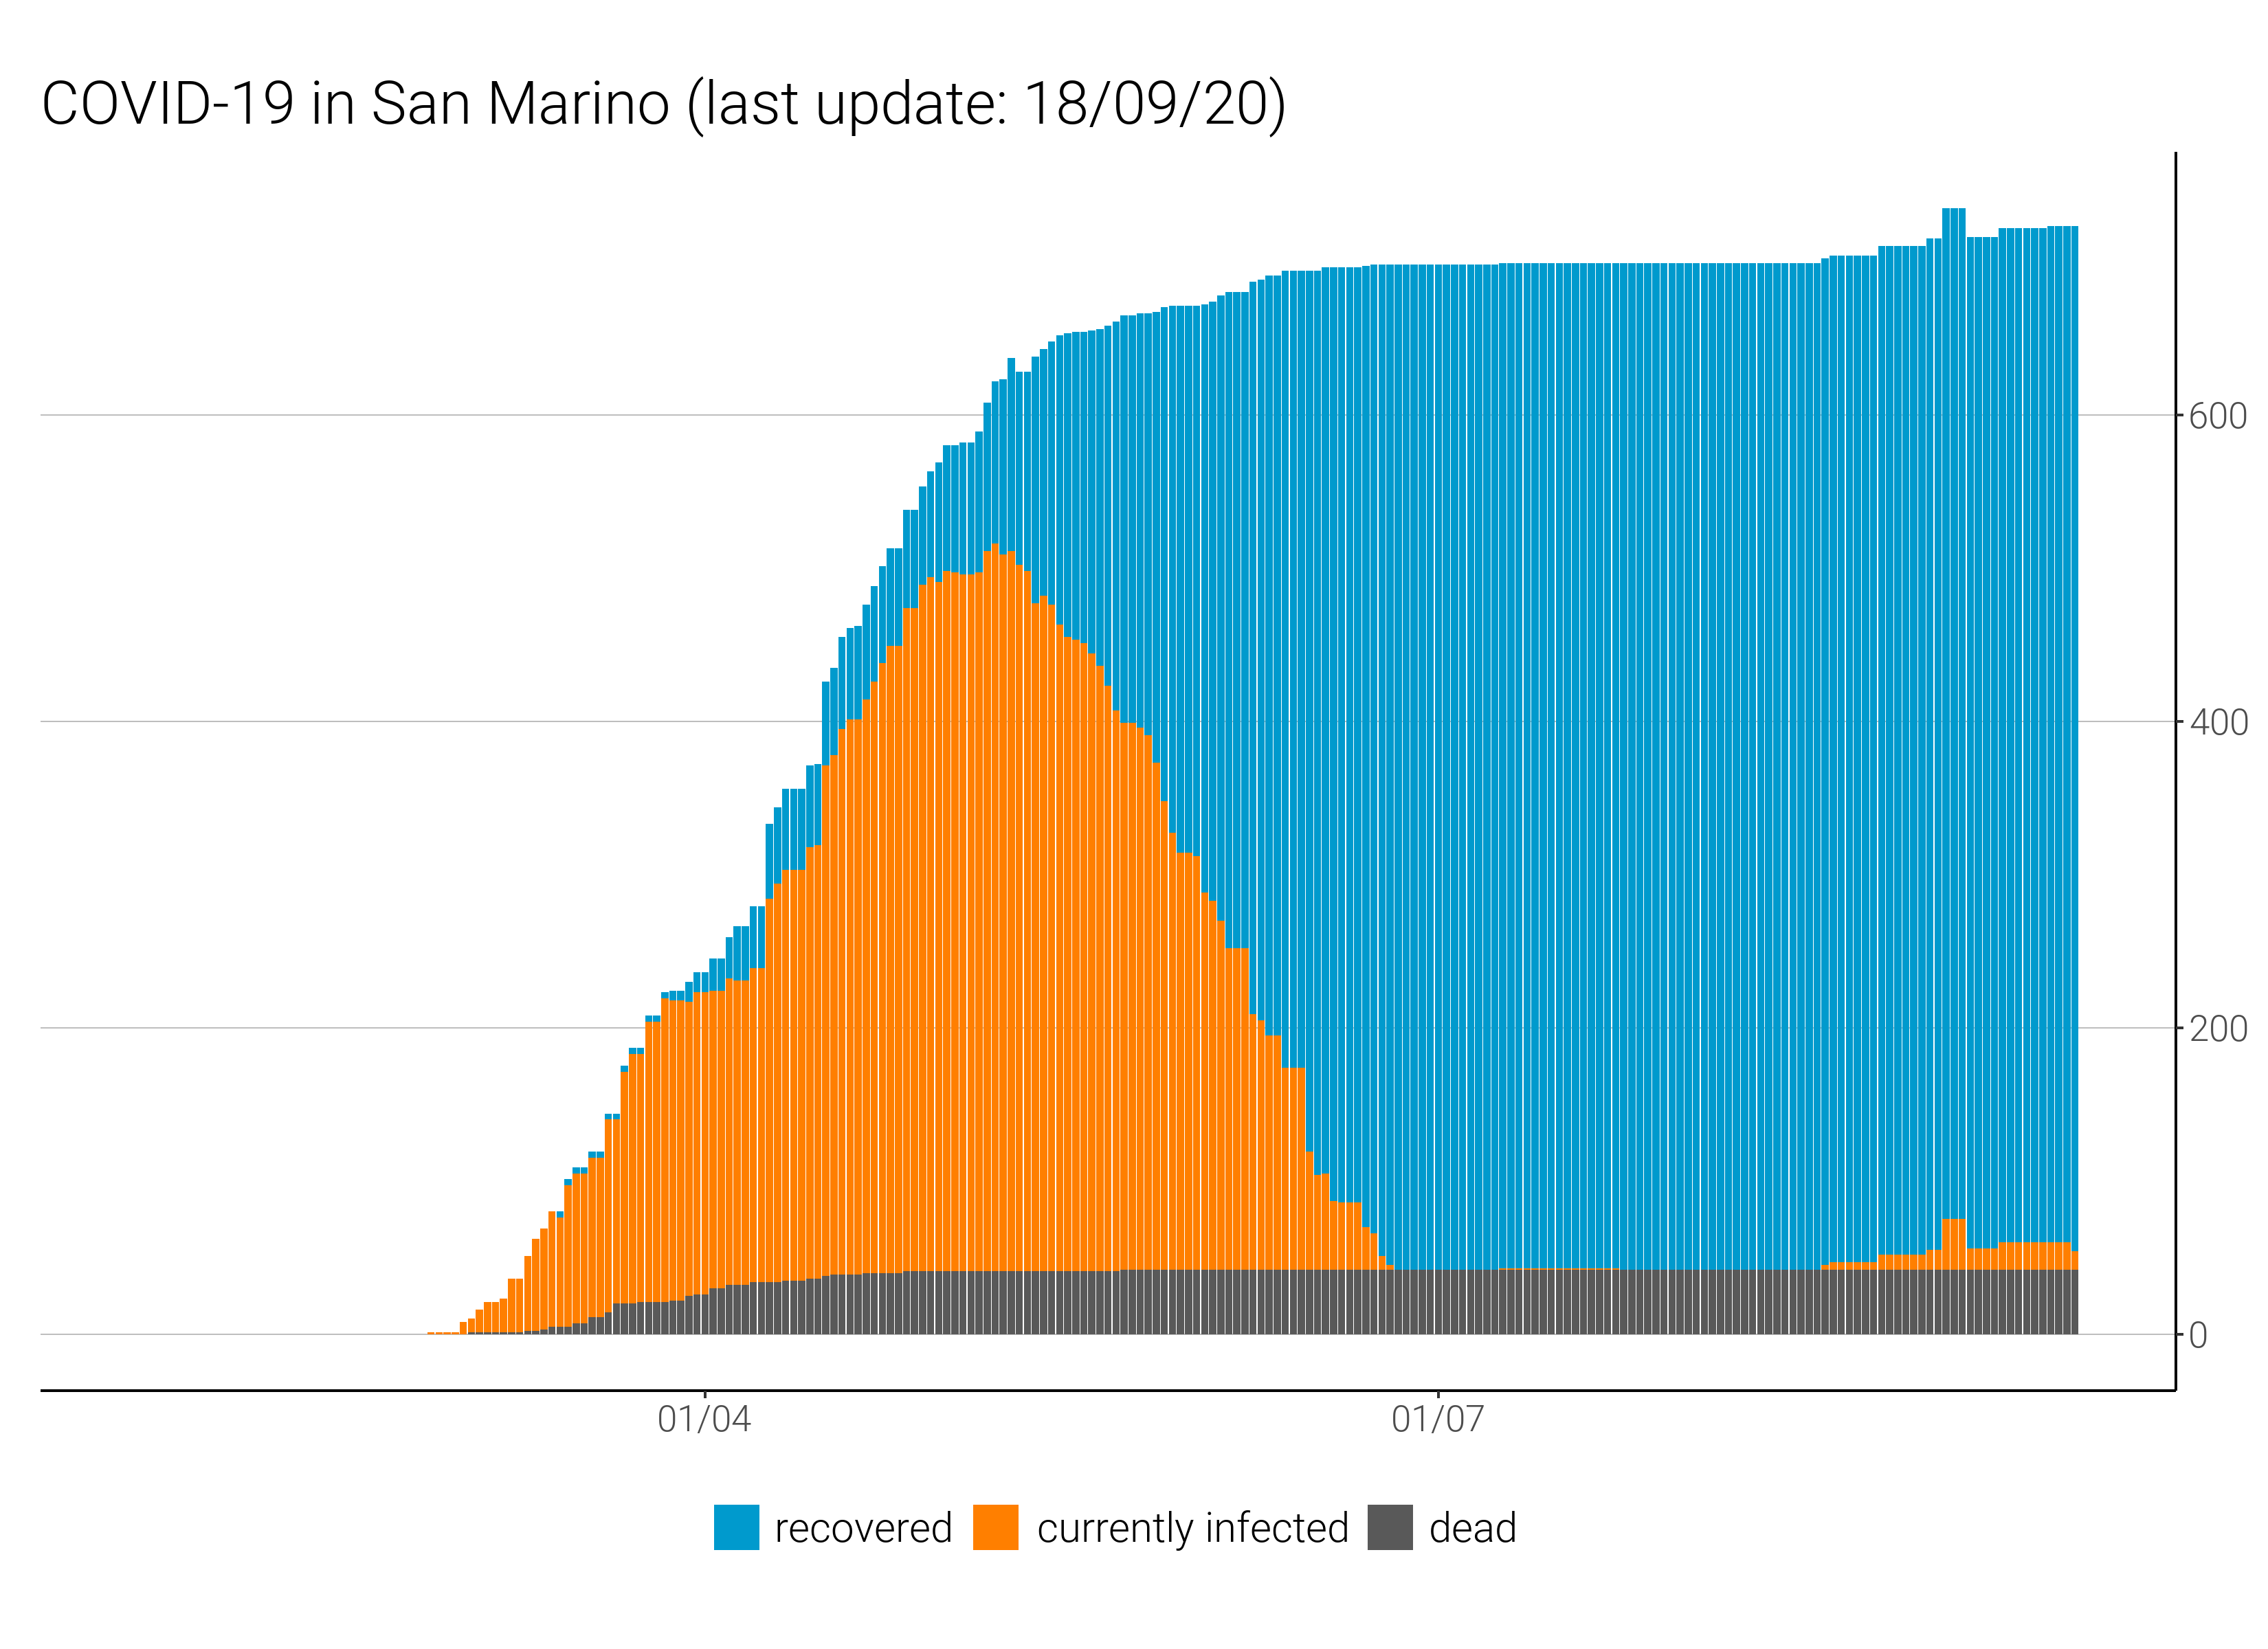 COVID-19 in San Marino (last update: 18/09/20)
600
400
200
0
01/04 01/07
recovered currently infected dead